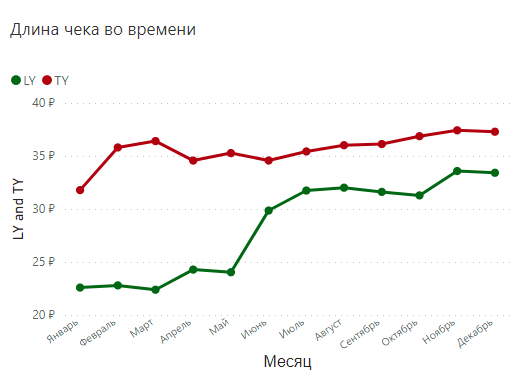 Длина чека во времени
LY TY
40 ₽
35 ₽
30 ₽
25 ₽
20 ₽
LY and TY
Январь
Февраль
Март
Апрель
Май
Июнь
Июль
Август
Сентябрь
Октябрь
Ноябрь
Декабрь
Месяц